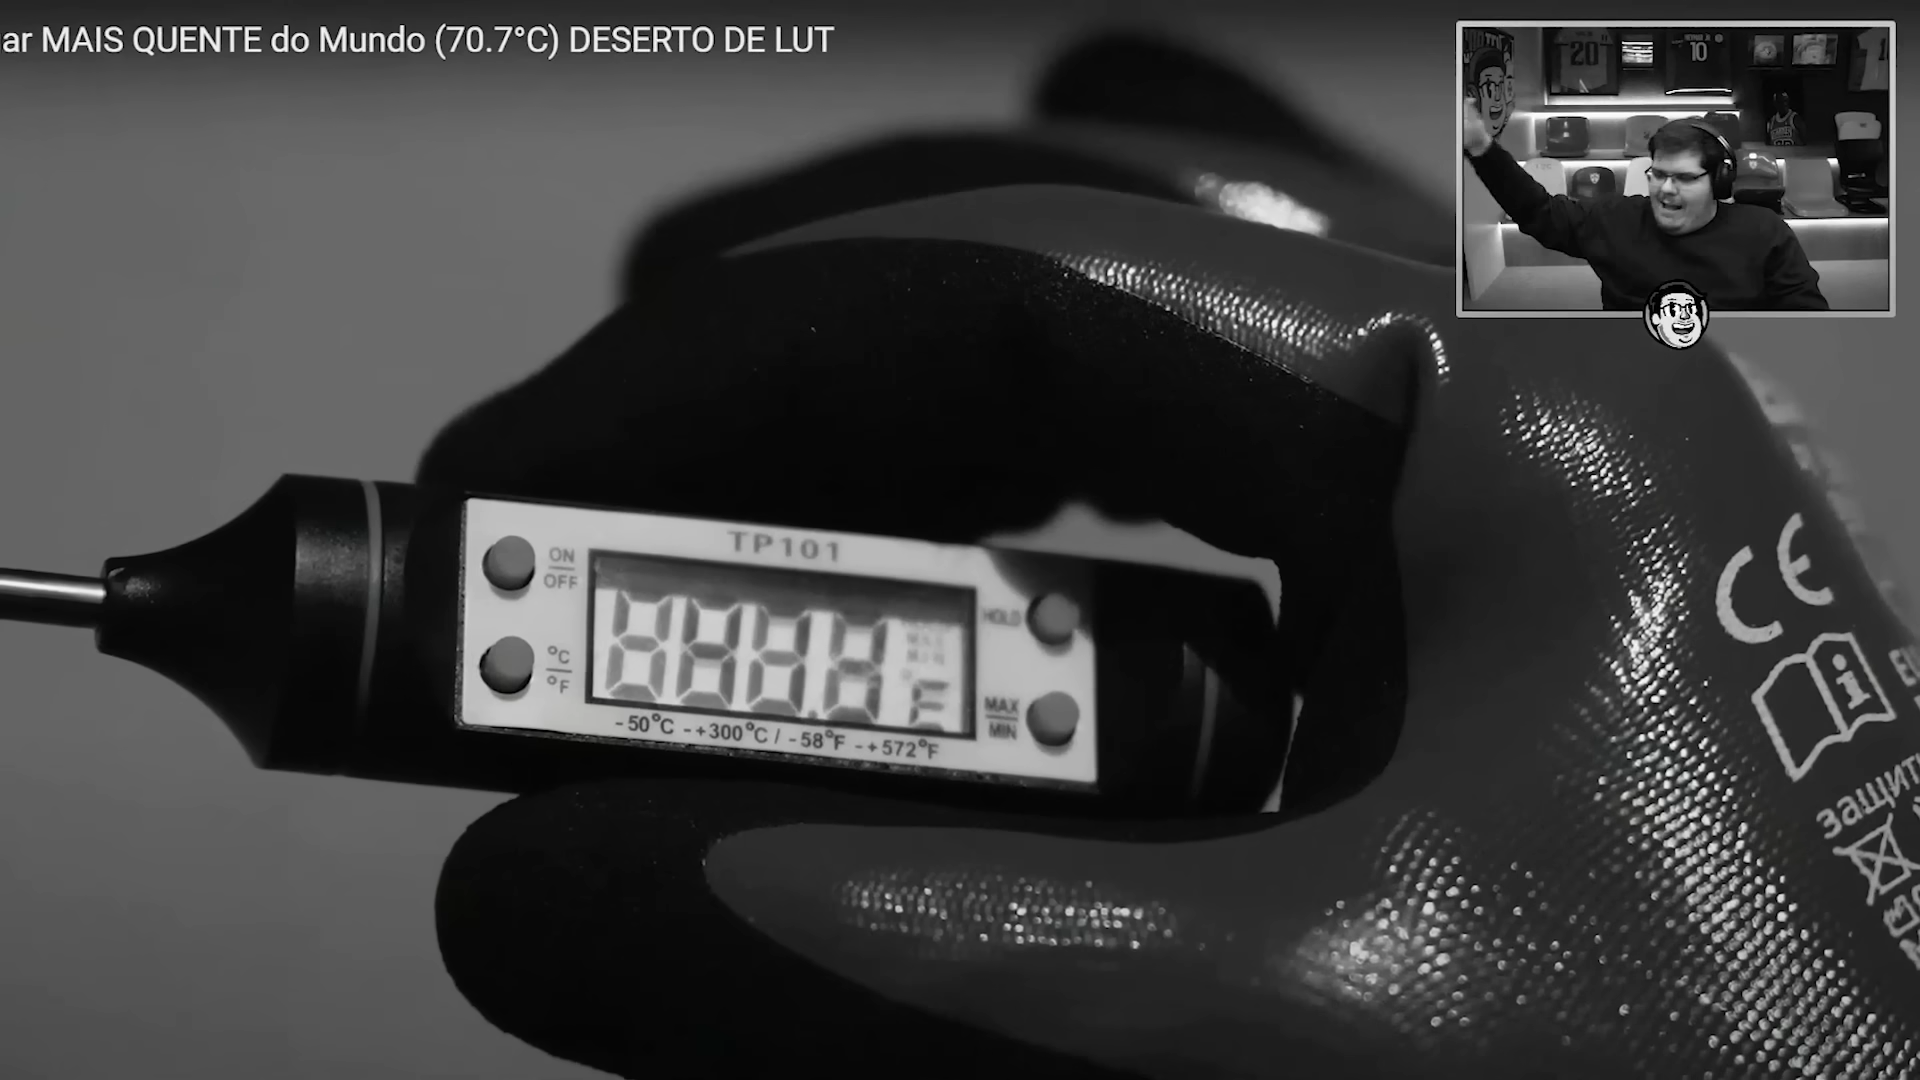 ar MAIS QUENTE do Mundo (70.7°C) DESERTO DE LUT
20
10
TP101
ON
OFF
HOLD
°C
°F
MAX
MIN
-50°C -+300°C / -58°F -+572°F
CE
i